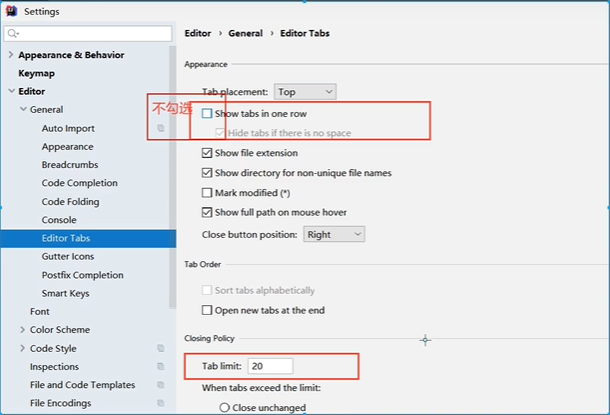 Settings
Appearance & Behavior
Keymap
Editor
General
Auto Import
Appearance
Breadcrumbs
Code Completion
Code Folding
Console
Editor Tabs
Gutter Icons
Postfix Completion
Smart Keys
Font
Color Scheme
Code Style
Inspections
File and Code Templates
File Encodings
Editor › General › Editor Tabs
Appearance
Tab placement: Top
不勾选
Show tabs in one row
Hide tabs if there is no space
Show file extension
Show directory for non-unique file names
Mark modified (*)
Show full path on mouse hover
Close button position: Right
Tab Order
Sort tabs alphabetically
Open new tabs at the end
Closing Policy
Tab limit: 20
When tabs exceed the limit:
Close unchanged